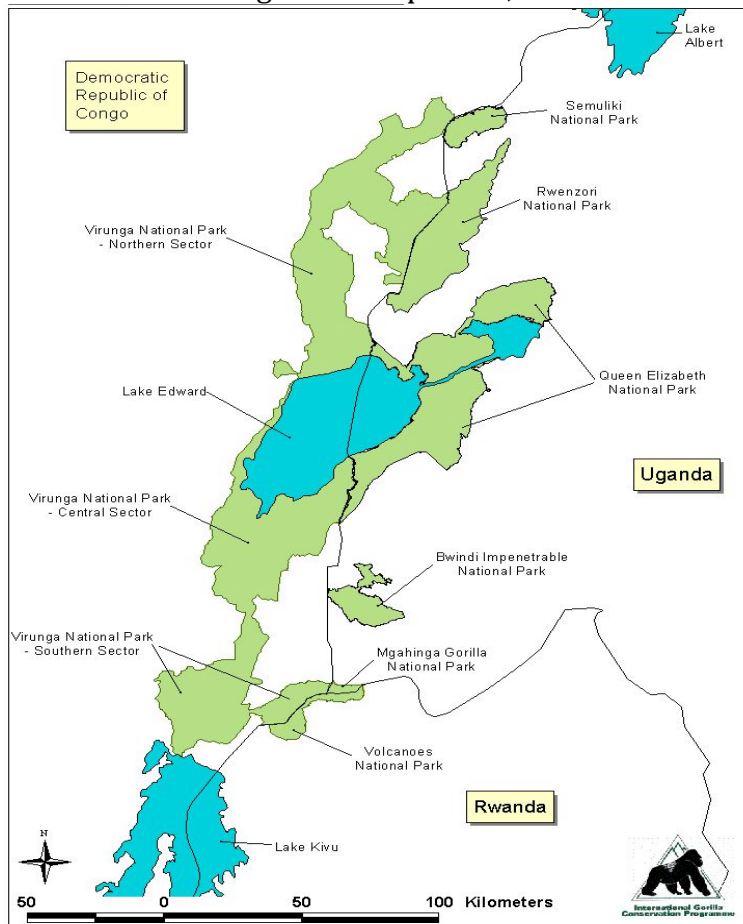 Lake
Albert
Democratic
Republic of
Congo
Semuliki
National Park
Rwenzori
National Park
Virunga National Park
- Northern Sector
Queen Elizabeth
National Park
Lake Edward
Uganda
Virunga National Park
- Central Sector
Bwindi Impenetrable
National Park
Virunga National Park
- Southern Sector
Mgahinga Gorilla
National Park
Volcanoes
National Park
Rwanda
N
Lake Kivu
International Gorilla
Conservation Programme
50 0 50 100 Kilometers